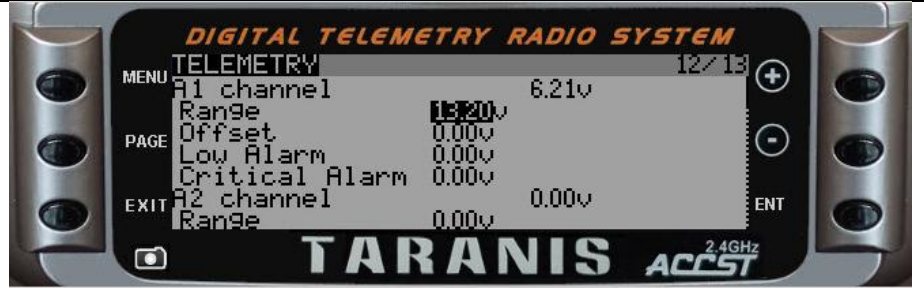 DIGITAL TELEMETRY RADIO SYSTEM
MENU
PAGE
EXIT
TELEMETRY 12/13
A1 channel 6.21v
Range 13.20v
Offset 0.00v
Low Alarm 0.00v
Critical Alarm 0.00v
A2 channel 0.00v
Range 0.00v
+
-
ENT
TARANIS
2.4GHz
ACCST